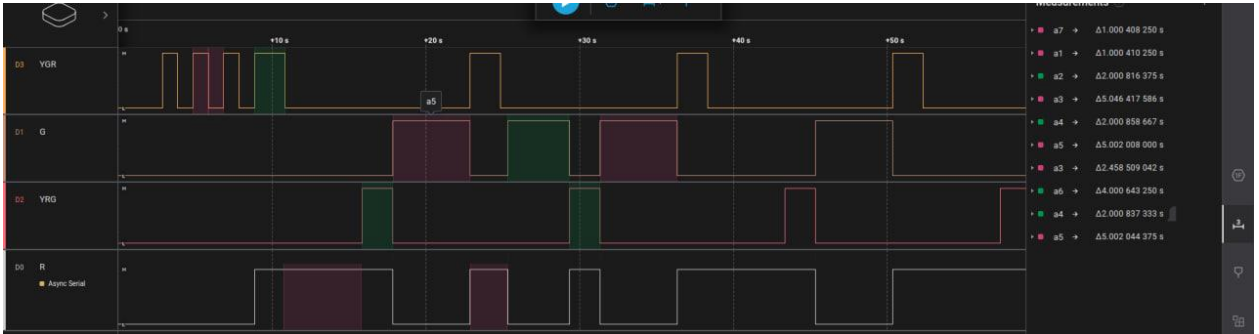 Measurements
0 s
+10 s +20 s +30 s +40 s +50 s
D3 YGR
H
L
a5
D1 G
H
L
D2 YRG
H
L
D0 R
Async Serial
H
L
a7 → Δ1.000 408 250 s
a1 → Δ1.000 410 250 s
a2 → Δ2.000 816 375 s
a3 → Δ5.046 417 586 s
a4 → Δ2.000 858 667 s
a5 → Δ5.002 008 000 s
a3 → Δ2.458 509 042 s
a6 → Δ4.000 643 250 s
a4 → Δ2.000 837 333 s
a5 → Δ5.002 044 375 s